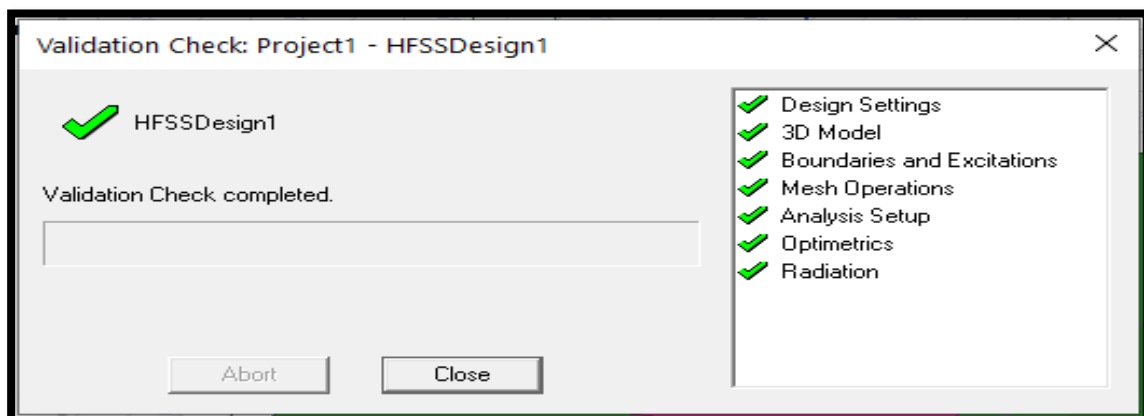 Validation Check: Project1 - HFSSDesign1
HFSSDesign1
Validation Check completed.
Abort
Close
Design Settings
3D Model
Boundaries and Excitations
Mesh Operations
Analysis Setup
Optimetrics
Radiation